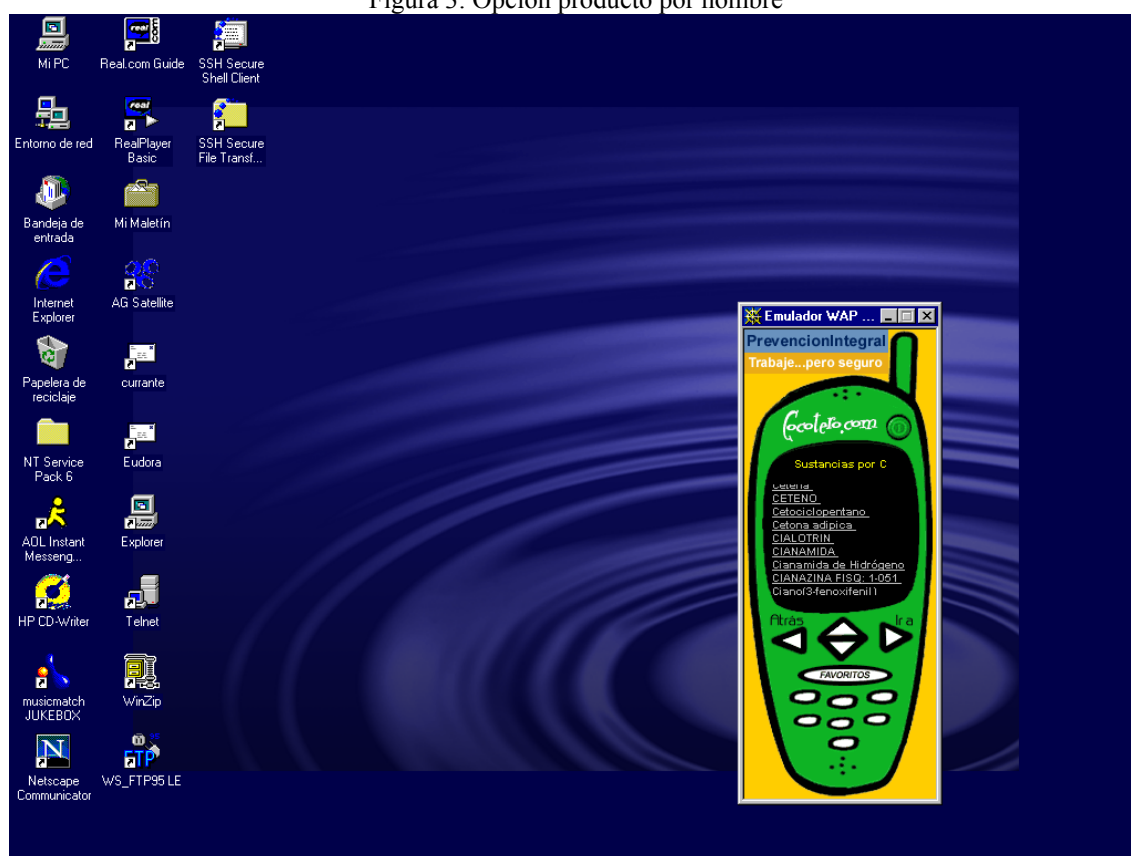 Figura 3. Opción producto por nombre
Mi PC
Real.com Guide
SSH Secure
Shell Client
Entorno de red
RealPlayer
Basic
SSH Secure
File Transf...
Bandeja de
entrada
Mi Maletín
Internet
Explorer
AG Satellite
Papelera de
reciclaje
currante
NT Service
Pack 6
Eudora
AOL Instant
Messeng...
Explorer
HP CD-Writer
Telnet
musicmatch
JUKEBOX
WinZip
Netscape
Communicator
WS_FTP95 LE
Emulador WAP ...
PrevencionIntegral
Trabaje...pero seguro
Cocotero.com
Sustancias por C
CETENO
Cetociclopentano
Cetona adipica
CIALOTRIN
CIANAMIDA
Cianamida de Hidrógeno
CIANAZINA FISQ: 1-051
Ciano(3-fenoxifenil)
Atrás
Ir a
FAVORITOS